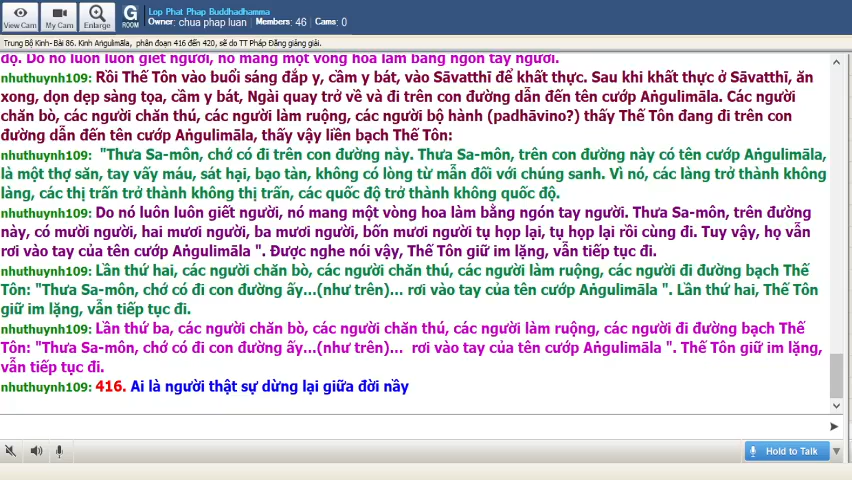 View Cam
My Cam
Enlarge
G
ROOM
Lop Phat Phap Buddhadhamma
Owner: chua phap luan | Members: 46 | Cams: 0
Trung Bộ Kinh- Bài 86. Kinh Aṅgulimāla, phân đoạn 416 đến 420, sẽ do TT Pháp Đăng giảng giải.
độ. Do nó luôn luôn giết người, nó mang một vòng hoa làm bằng ngón tay người.
nhuthuynh109: Rồi Thế Tôn vào buổi sáng đắp y, cầm y bát, vào Sāvatthī để khất thực. Sau khi khất thực ở Sāvatthī, ăn
xong, dọn dẹp sàng tọa, cầm y bát, Ngài quay trở về và đi trên con đường dẫn đến tên cướp Aṅgulimāla. Các người
chăn bò, các người chăn thú, các người làm ruộng, các người bộ hành (padhāvino?) thấy Thế Tôn đang đi trên con
đường dẫn đến tên cướp Aṅgulimāla, thấy vậy liền bạch Thế Tôn:
nhuthuynh109: "Thưa Sa-môn, chớ có đi trên con đường này. Thưa Sa-môn, trên con đường này có tên cướp Aṅgulimāla,
là một thợ săn, tay vấy máu, sát hại, bạo tàn, không có lòng từ mẫn đối với chúng sanh. Vì nó, các làng trở thành không
làng, các thị trấn trở thành không thị trấn, các quốc độ trở thành không quốc độ.
nhuthuynh109: Do nó luôn luôn giết người, nó mang một vòng hoa làm bằng ngón tay người. Thưa Sa-môn, trên đường
này, có mười người, hai mươi người, ba mươi người, bốn mươi người tụ họp lại, tụ họp lại rồi cùng đi. Tuy vậy, họ vẫn
rơi vào tay của tên cướp Aṅgulimāla ". Được nghe nói vậy, Thế Tôn giữ im lặng, vẫn tiếp tục đi.
nhuthuynh109: Lần thứ hai, các người chăn bò, các người chăn thú, các người làm ruộng, các người đi đường bạch Thế
Tôn: "Thưa Sa-môn, chớ có đi con đường ấy...(như trên)... rơi vào tay của tên cướp Aṅgulimāla ". Lần thứ hai, Thế Tôn
giữ im lặng, vẫn tiếp tục đi.
nhuthuynh109: Lần thứ ba, các người chăn bò, các người chăn thú, các người làm ruộng, các người đi đường bạch Thế
Tôn: "Thưa Sa-môn, chớ có đi con đường ấy...(như trên)... rơi vào tay của tên cướp Aṅgulimāla ". Thế Tôn giữ im lặng,
vẫn tiếp tục đi.
nhuthuynh109: 416. Ai là người thật sự dừng lại giữa đời nầy
Hold to Talk